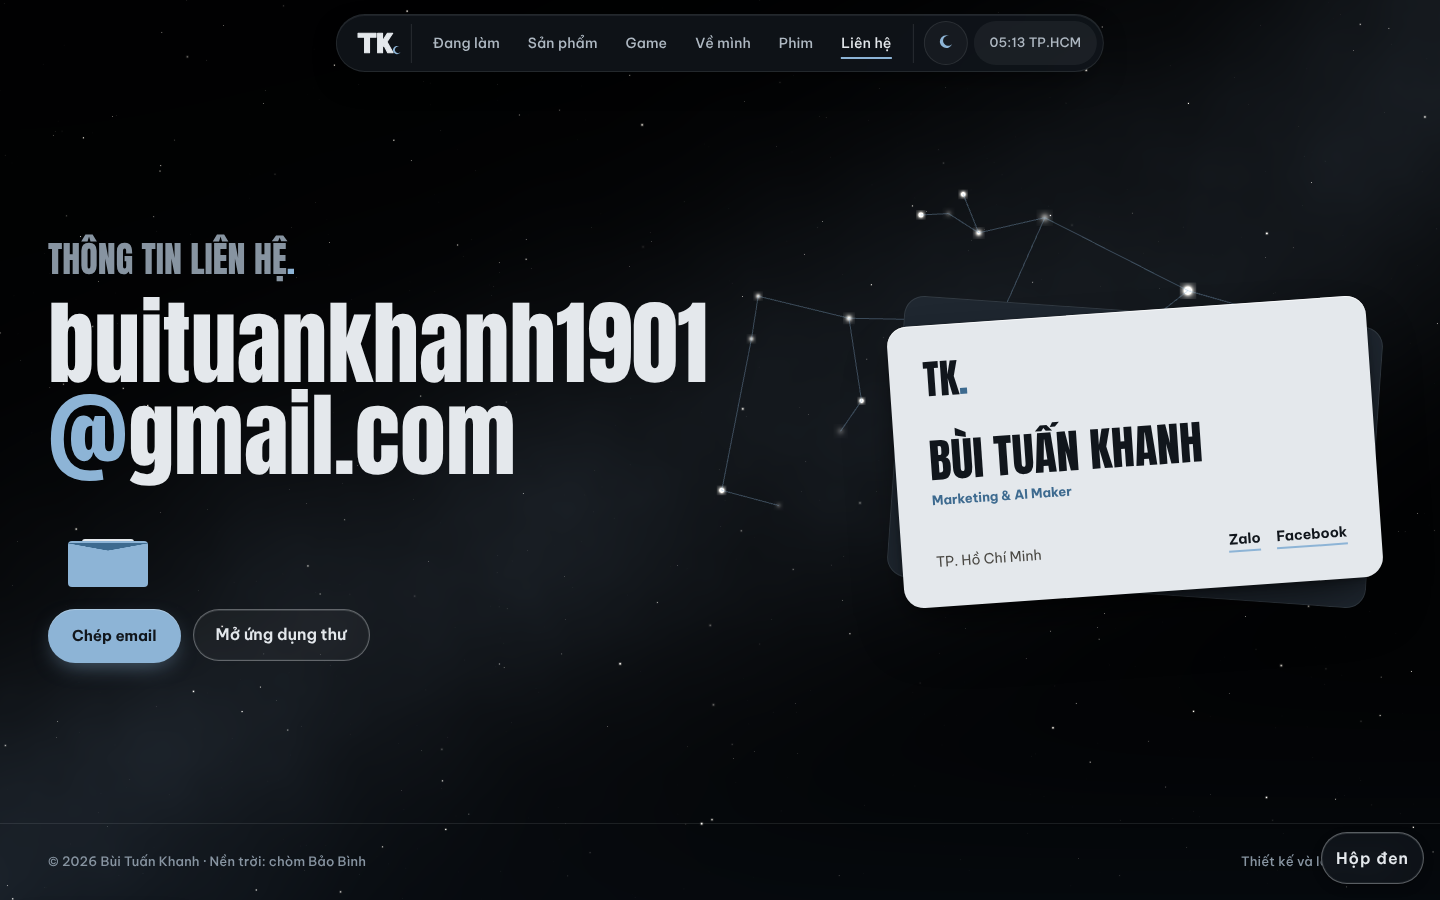 TK
Đang làm
Sản phẩm
Game
Về mình
Phim
Liên hệ
05:13 TP.HCM
THÔNG TIN LIÊN HỆ.
buituankhanh1901
@gmail.com
Chép email
Mở ứng dụng thư
TK.
BÙI TUẤN KHANH
Marketing & AI Maker
TP. Hồ Chí Minh
Zalo
Facebook
© 2026 Bùi Tuấn Khanh · Nền trời: chòm Bảo Bình
Thiết kế và
Hộp đen